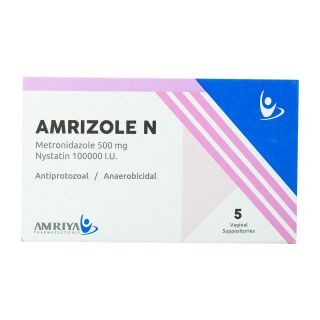 AMRIZOLE N
Metronidazole 500 mg
Nystatin 100000 I.U.
Antiprotozoal / Anaerobicidal
AMRIYA
PHARMACEUTICALS
5
Vaginal
Suppositories